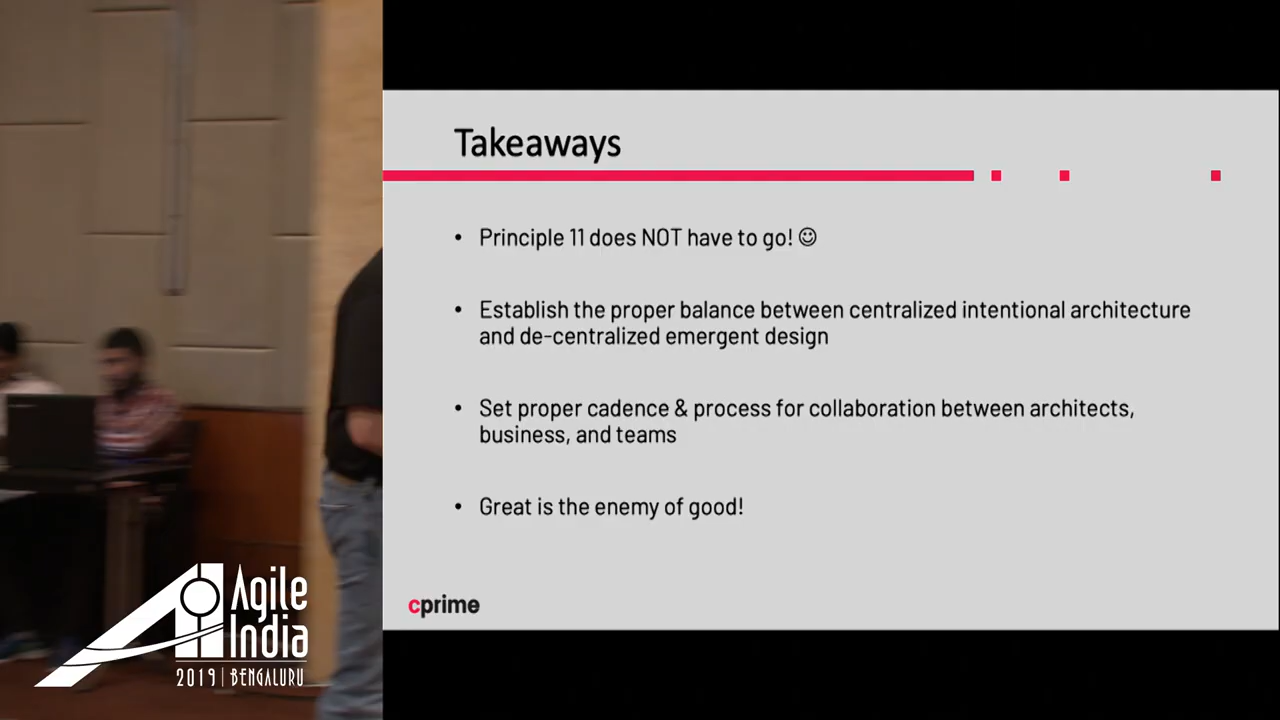 Takeaways
• Principle 11 does NOT have to go! ☺
• Establish the proper balance between centralized intentional architecture
and de-centralized emergent design
• Set proper cadence & process for collaboration between architects,
business, and teams
• Great is the enemy of good!
cprime
Agile
India
2019 | BENGALURU